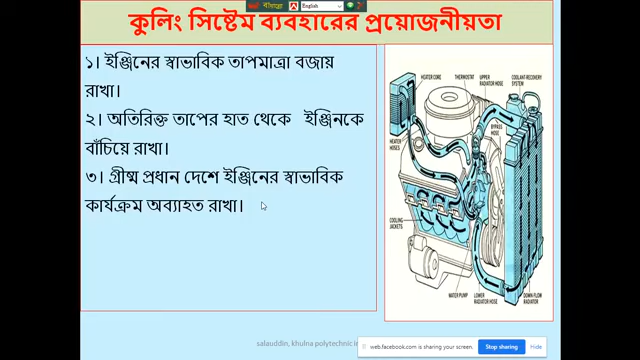 কুলিং সিষ্টেম ব্যবহারের প্রয়োজনীয়তা
English
১। ইঞ্জিনের স্বাভাবিক তাপমাত্রা বজায়
রাখা।
২। অতিরিক্ত তাপের হাত থেকে ইঞ্জিনকে
বাঁচিয়ে রাখা।
৩। গ্রীষ্ম প্রধান দেশে ইঞ্জিনের স্বাভাবিক
কার্যক্রম অব্যাহত রাখা।
HEATER CORE
THERMOSTAT
UPPER RADIATOR HOSE
COOLANT RECOVERY SYSTEM
BYPASS HOSE
HEATER HOSES
COOLING JACKETS
WATER PUMP
LOWER RADIATOR HOSE
DOWN FLOW RADIATOR
salauddin, khulna polytechnic in
web.facebook.com is sharing your screen.
Stop sharing
Hide